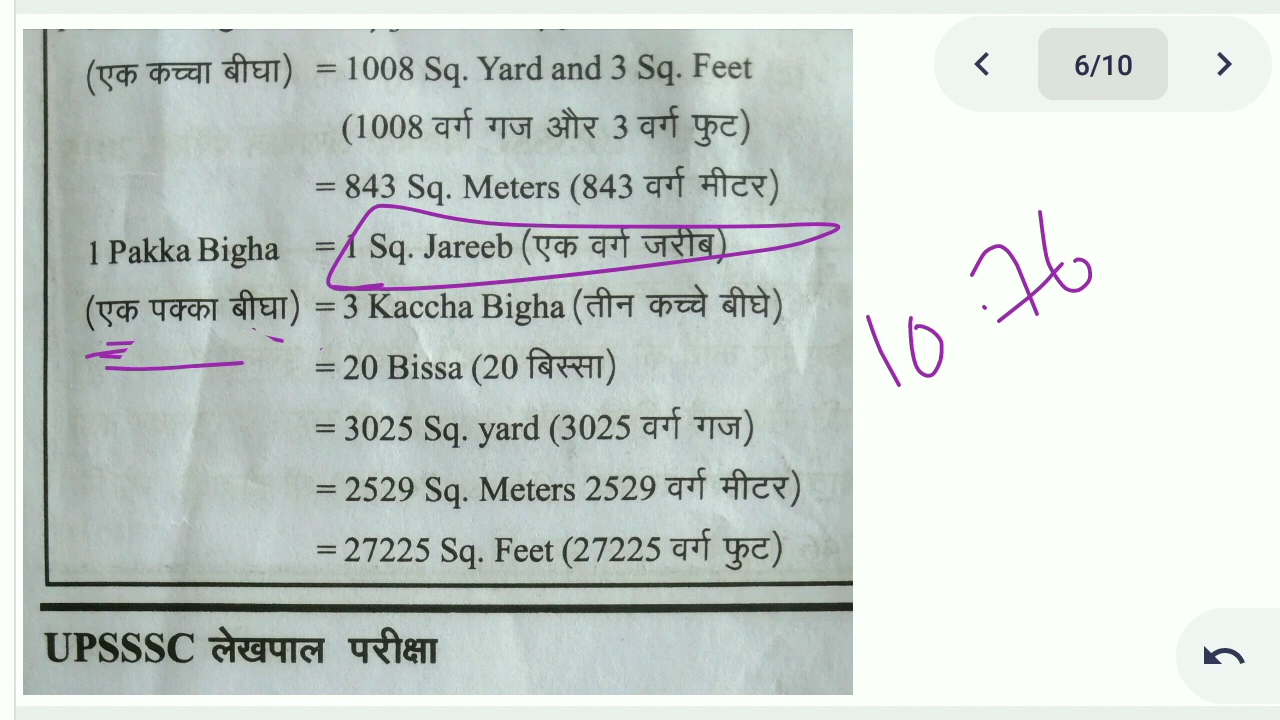 (एक कच्चा बीघा) = 1008 Sq. Yard and 3 Sq. Feet
(1008 वर्ग गज और 3 वर्ग फुट)
= 843 Sq. Meters (843 वर्ग मीटर)
1 Pakka Bigha = 1 Sq. Jareeb (एक वर्ग जरीब)
(एक पक्का बीघा) = 3 Kaccha Bigha (तीन कच्चे बीघे)
= 20 Bissa (20 बिस्सा)
= 3025 Sq. yard (3025 वर्ग गज)
= 2529 Sq. Meters 2529 वर्ग मीटर)
= 27225 Sq. Feet (27225 वर्ग फुट)
UPSSSC लेखपाल परीक्षा
6/10
10.76